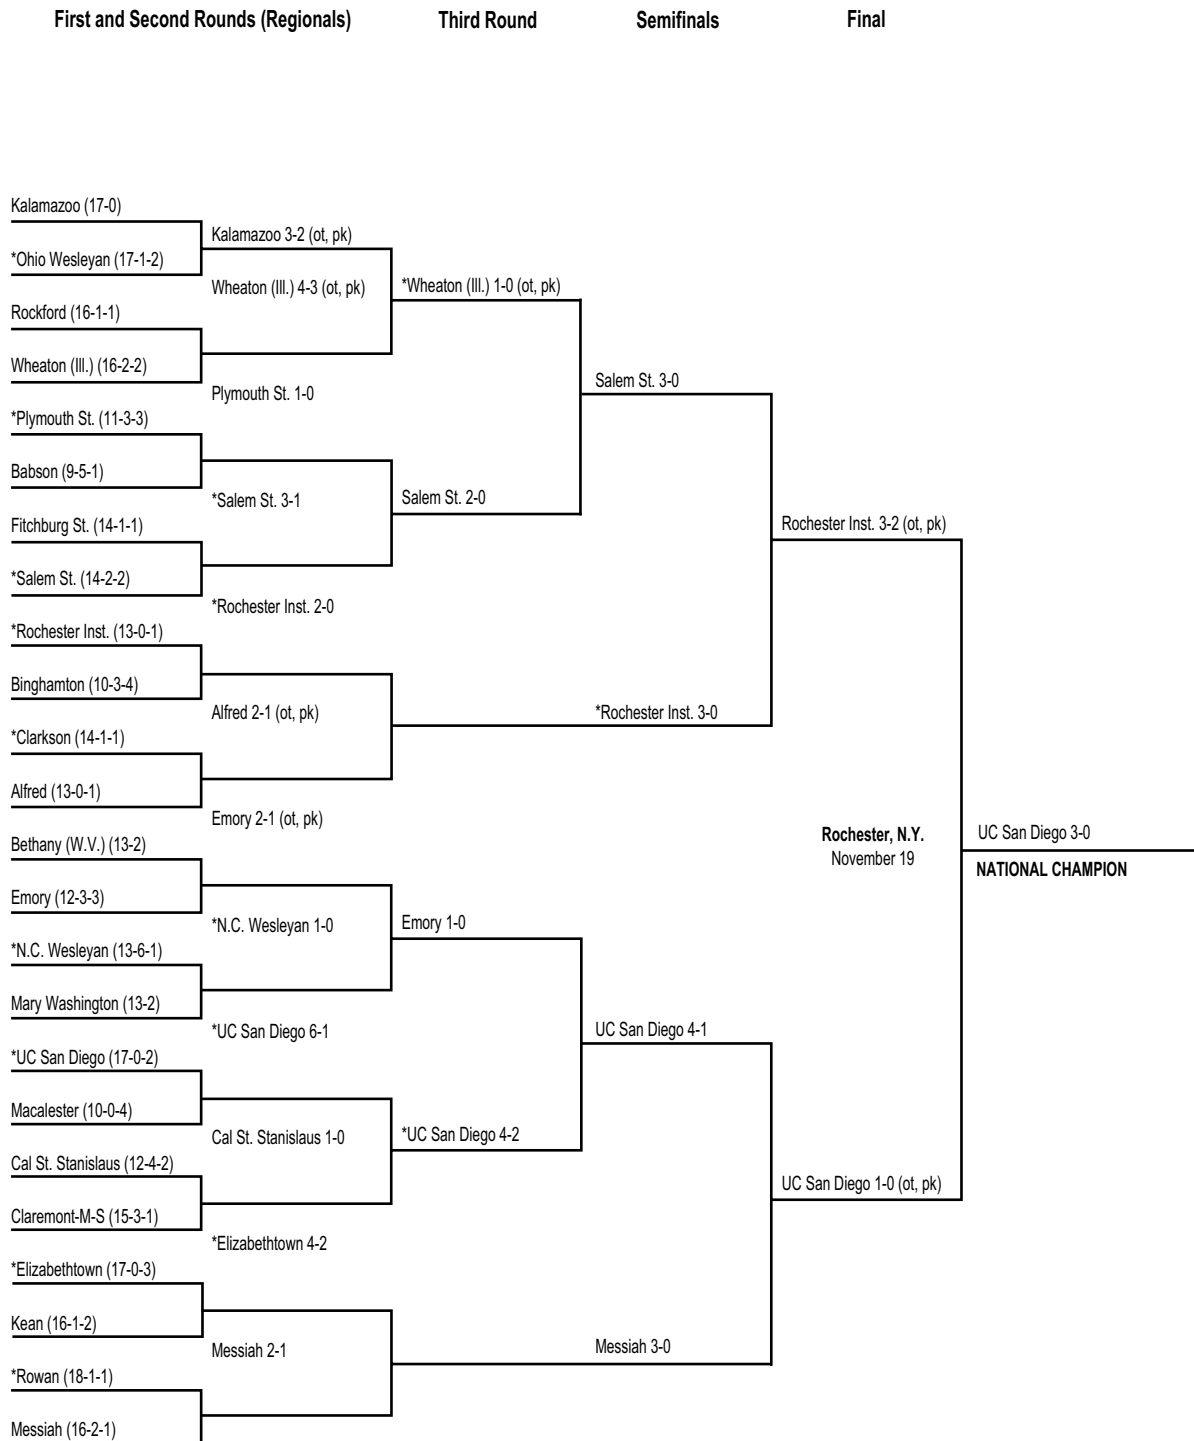 First and Second Rounds (Regionals)
Third Round
Semifinals
Final
Kalamazoo (17-0)
*Ohio Wesleyan (17-1-2)
Rockford (16-1-1)
Wheaton (Ill.) (16-2-2)
*Plymouth St. (11-3-3)
Babson (9-5-1)
Fitchburg St. (14-1-1)
*Salem St. (14-2-2)
*Rochester Inst. (13-0-1)
Binghamton (10-3-4)
*Clarkson (14-1-1)
Alfred (13-0-1)
Bethany (W.V.) (13-2)
Emory (12-3-3)
*N.C. Wesleyan (13-6-1)
Mary Washington (13-2)
*UC San Diego (17-0-2)
Macalester (10-0-4)
Cal St. Stanislaus (12-4-2)
Claremont-M-S (15-3-1)
*Elizabethtown (17-0-3)
Kean (16-1-2)
*Rowan (18-1-1)
Messiah (16-2-1)
Kalamazoo 3-2 (ot, pk)
Wheaton (Ill.) 4-3 (ot, pk)
Plymouth St. 1-0
*Salem St. 3-1
*Rochester Inst. 2-0
Alfred 2-1 (ot, pk)
Emory 2-1 (ot, pk)
*N.C. Wesleyan 1-0
*UC San Diego 6-1
Cal St. Stanislaus 1-0
*Elizabethtown 4-2
Messiah 2-1
*Wheaton (Ill.) 1-0 (ot, pk)
Salem St. 2-0
Emory 1-0
*UC San Diego 4-2
Salem St. 3-0
*Rochester Inst. 3-0
UC San Diego 4-1
Messiah 3-0
Rochester Inst. 3-2 (ot, pk)
UC San Diego 1-0 (ot, pk)
Rochester, N.Y.
November 19
UC San Diego 3-0
NATIONAL CHAMPION